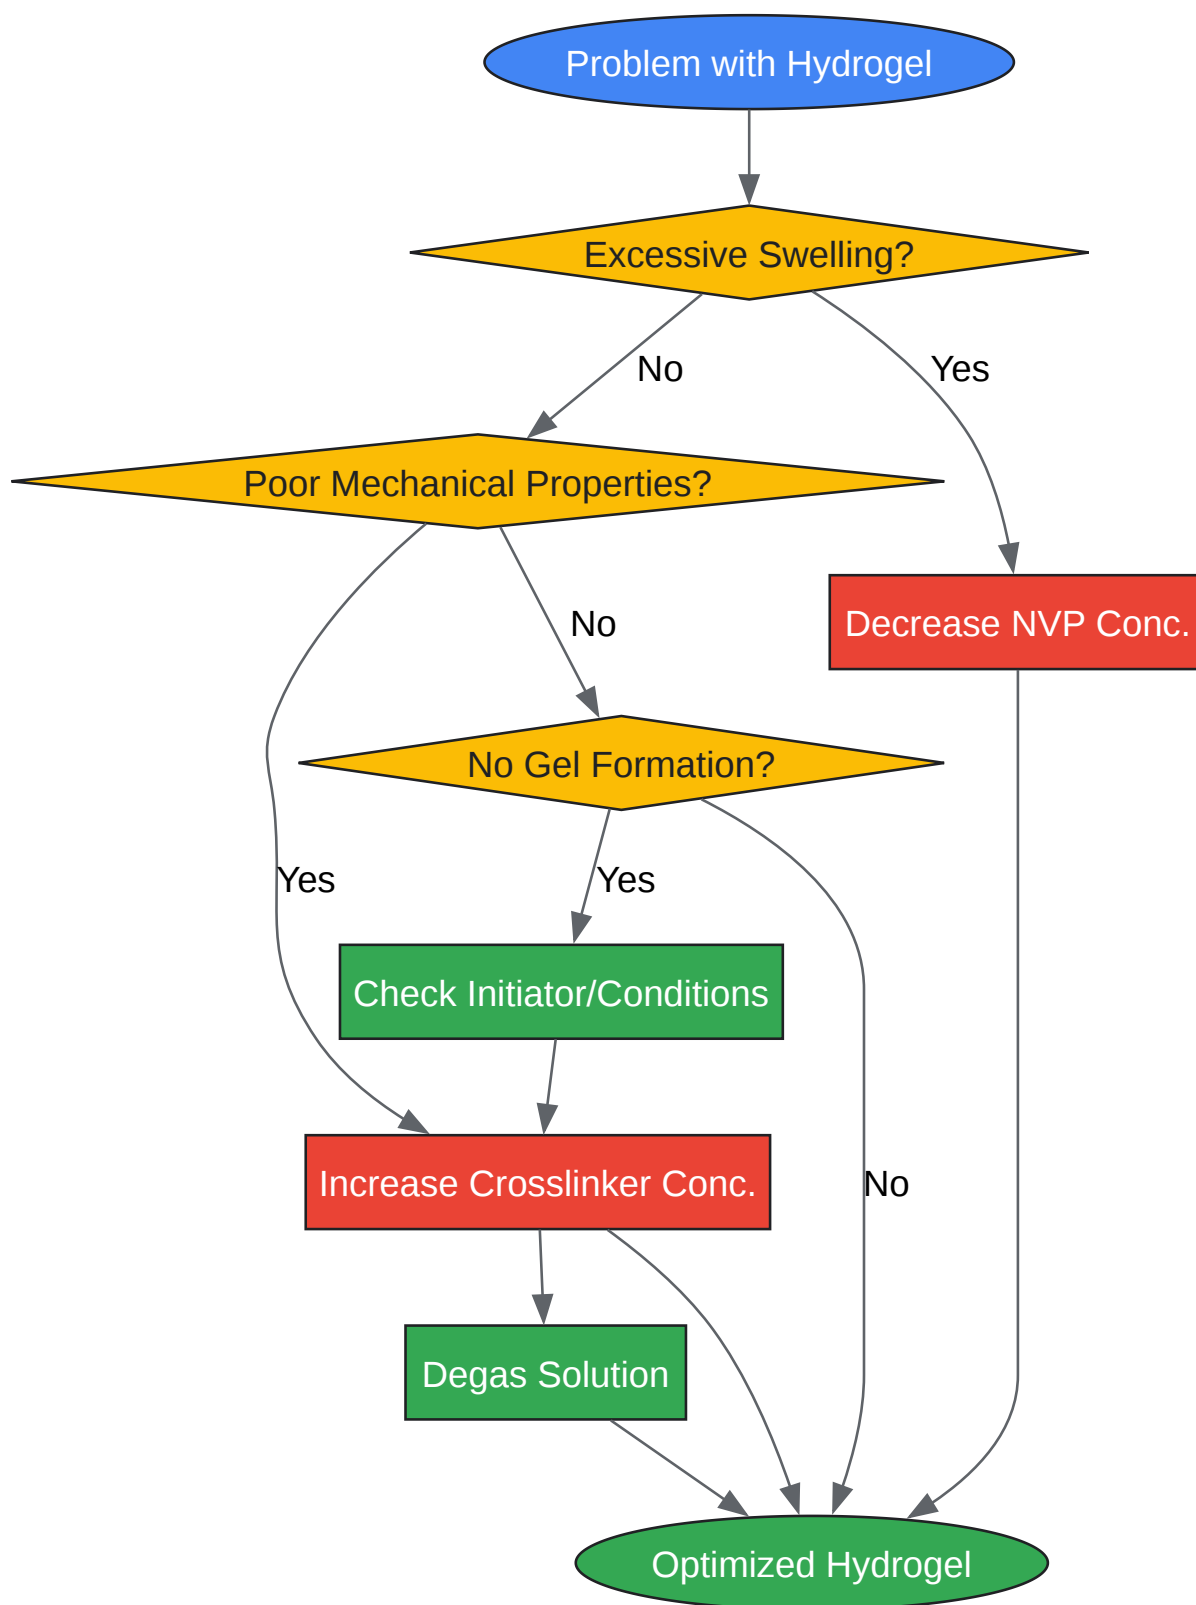 Problem with Hydrogel
Excessive Swelling?
No
Yes
Poor Mechanical Properties?
No
Decrease NVP Conc.
No Gel Formation?
Yes
Yes
Check Initiator/Conditions
Increase Crosslinker Conc.
No
Degas Solution
Optimized Hydrogel